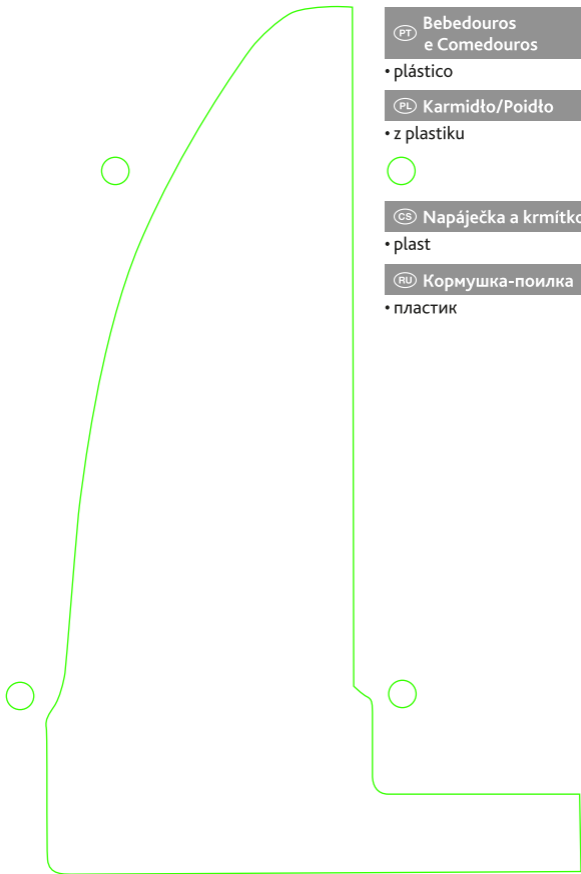 PT Bebedouros
e Comedouros
• plástico
PL Karmidło/Poidło
• z plastiku
CS Napáječka a krmítko
• plast
RU Кормушка-поилка
• пластик